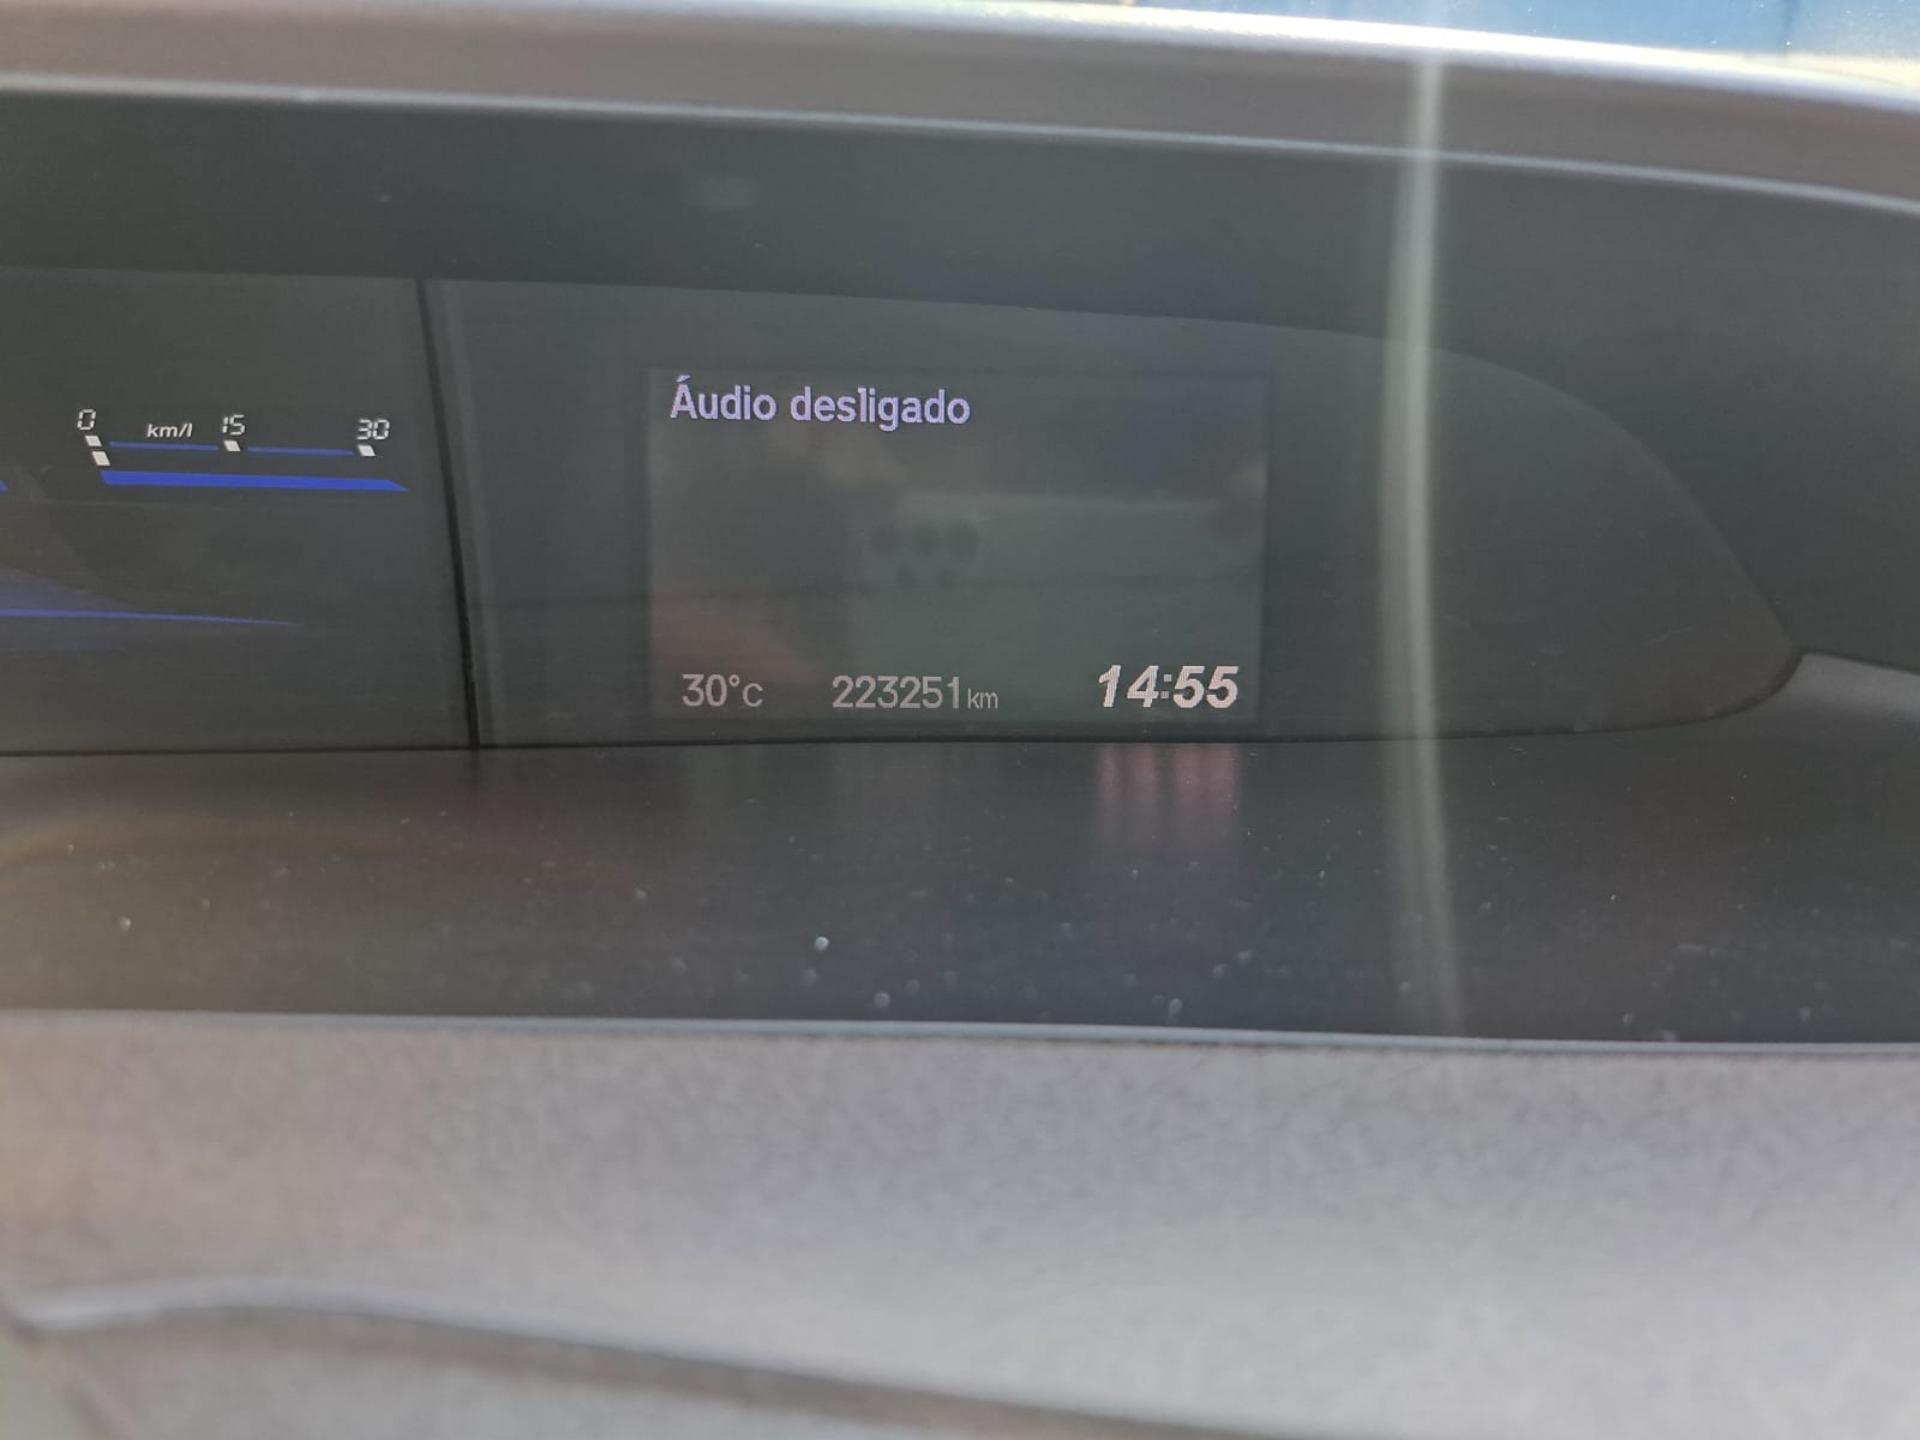 0 km/l 15 30
Áudio desligado
30°C 223251 km 14:55